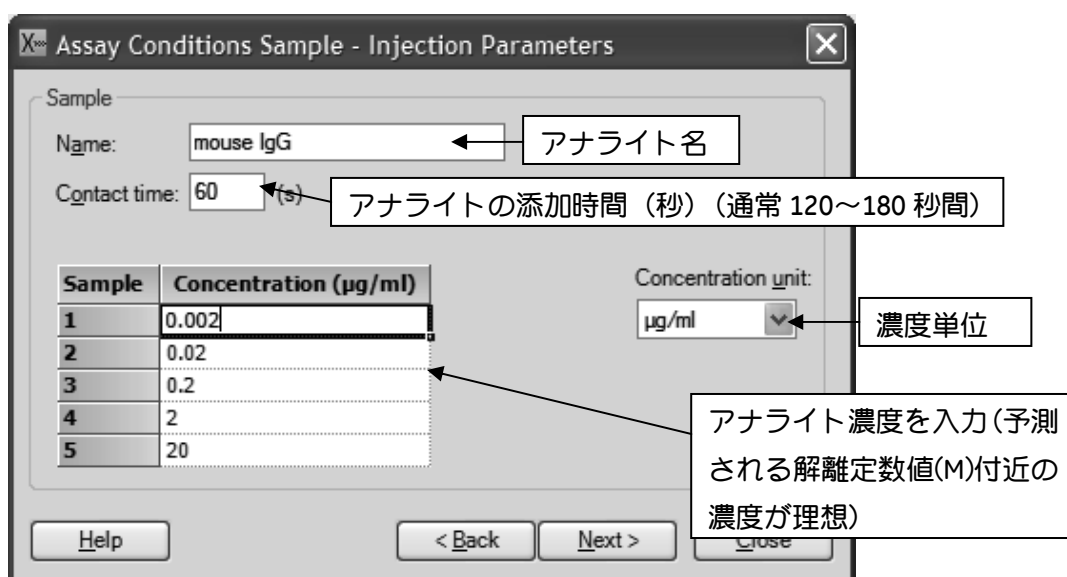 Assay Conditions Sample - Injection Parameters
Sample
Name: mouse IgG
アナライト名
Contact time: 60 (s)
アナライトの添加時間（秒）（通常 120～180 秒間）
Sample Concentration (µg/ml)
1 0.002
2 0.02
3 0.2
4 2
5 20
Concentration unit:
µg/ml
濃度単位
アナライト濃度を入力（予測
される解離定数値(M)付近の
濃度が理想）
Help
< Back
Next >
Close